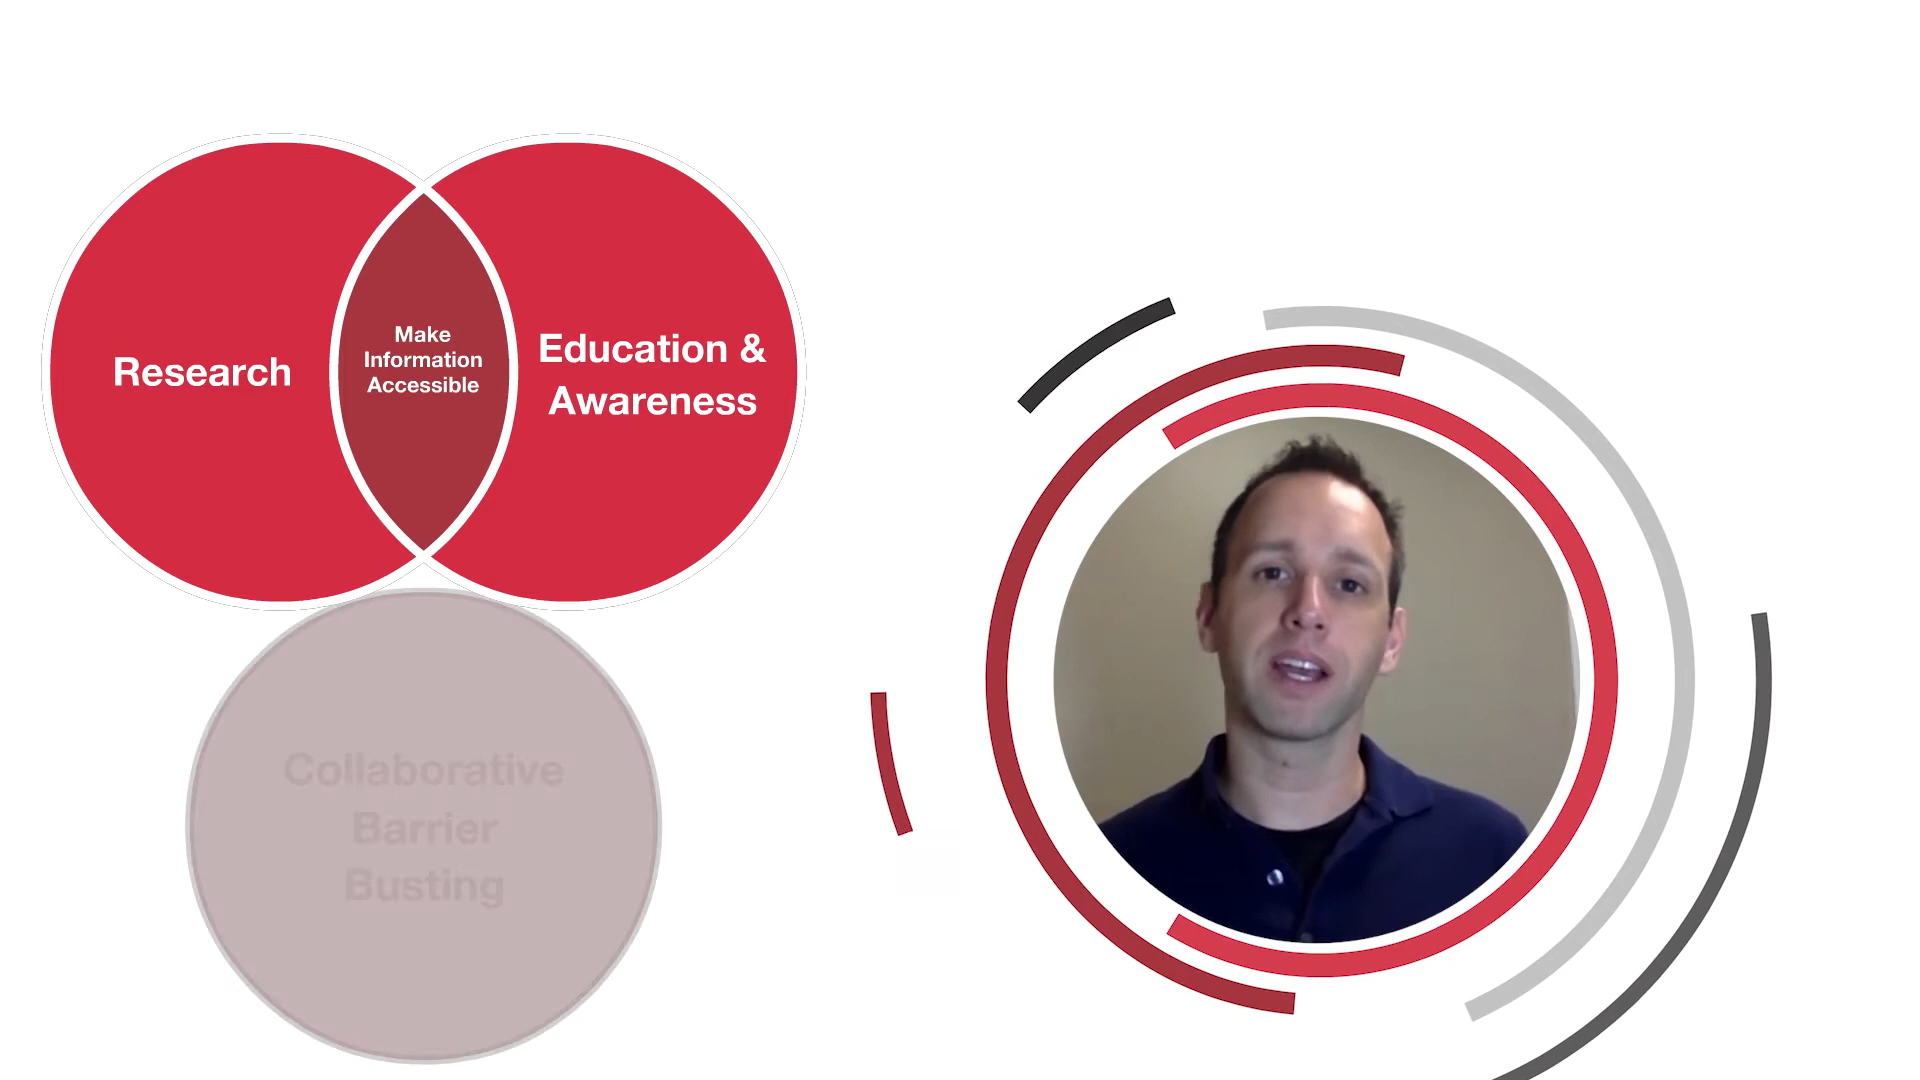 Research
Make
Information
Accessible
Education &
Awareness
Collaborative
Barrier
Busting